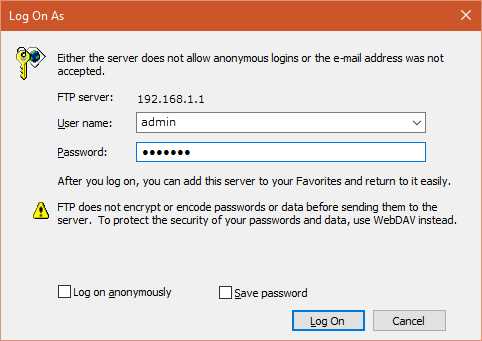 Log On As
Either the server does not allow anonymous logins or the e-mail address was not
accepted.
FTP server: 192.168.1.1
User name: admin
Password: •••••••
After you log on, you can add this server to your Favorites and return to it easily.
FTP does not encrypt or encode passwords or data before sending them to the
server. To protect the security of your passwords and data, use WebDAV instead.
Log on anonymously Save password
Log On Cancel